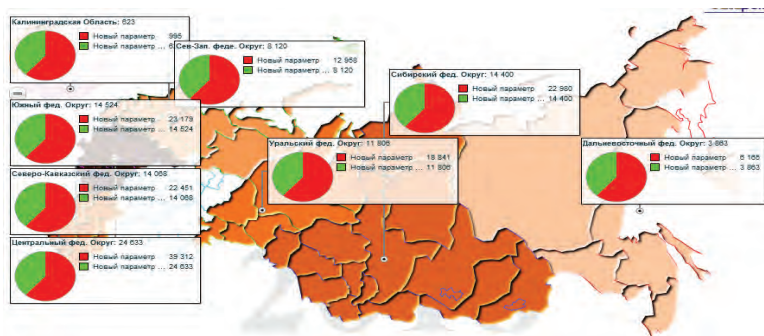 Калининградская Область: 623
Новый параметр 995
Новый параметр ...
Сев-Зап. феде. Округ: 8 120
Новый параметр 12 958
Новый параметр ... 8 120
Сибирский фед. Округ: 14 400
Новый параметр 22 980
Новый параметр ... 14 400
Южный фед. Округ: 14 524
Новый параметр 23 179
Новый параметр ... 14 524
Уральский фед. Округ: 11 806
Новый параметр 18 841
Новый параметр ... 11 806
Дальневосточный фед. Округ: 3 863
Новый параметр 6 165
Новый параметр ... 3 863
Северо-Кавказский фед. Округ: 14 068
Новый параметр 22 451
Новый параметр ... 14 068
Центральный фед. Округ: 24 633
Новый параметр 39 312
Новый параметр ... 24 633